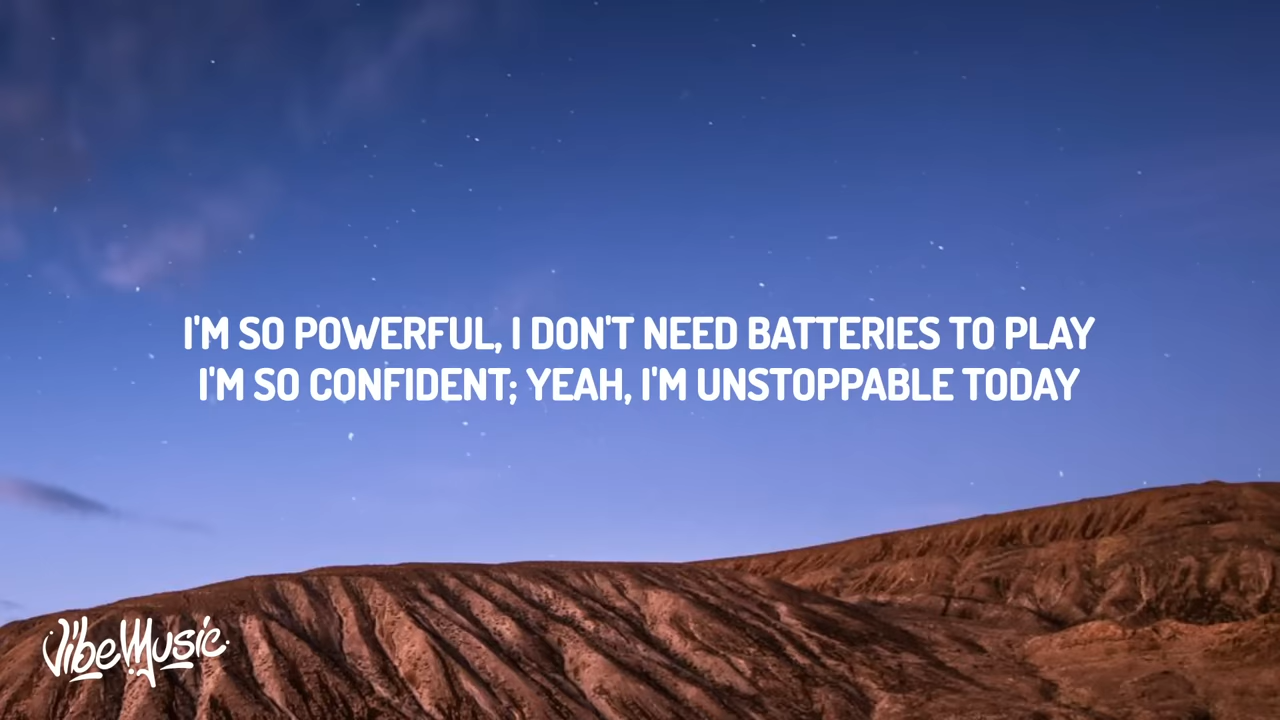 I'M SO POWERFUL, I DON'T NEED BATTERIES TO PLAY
I'M SO CONFIDENT; YEAH, I'M UNSTOPPABLE TODAY
VibeMusic